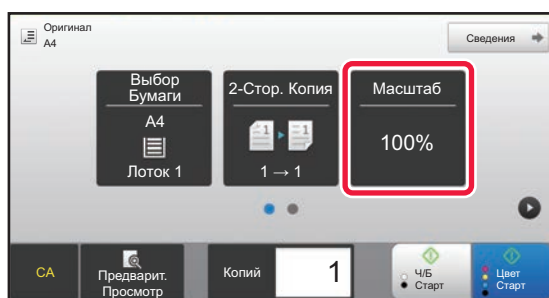 Оригинал
A4
Сведения
Выбор
Бумаги
A4
Лоток 1
2-Стор. Копия
1 → 1
Масштаб
100%
CA
Предварит.
Просмотр
Копий
1
Ч/Б
Старт
Цвет
Старт